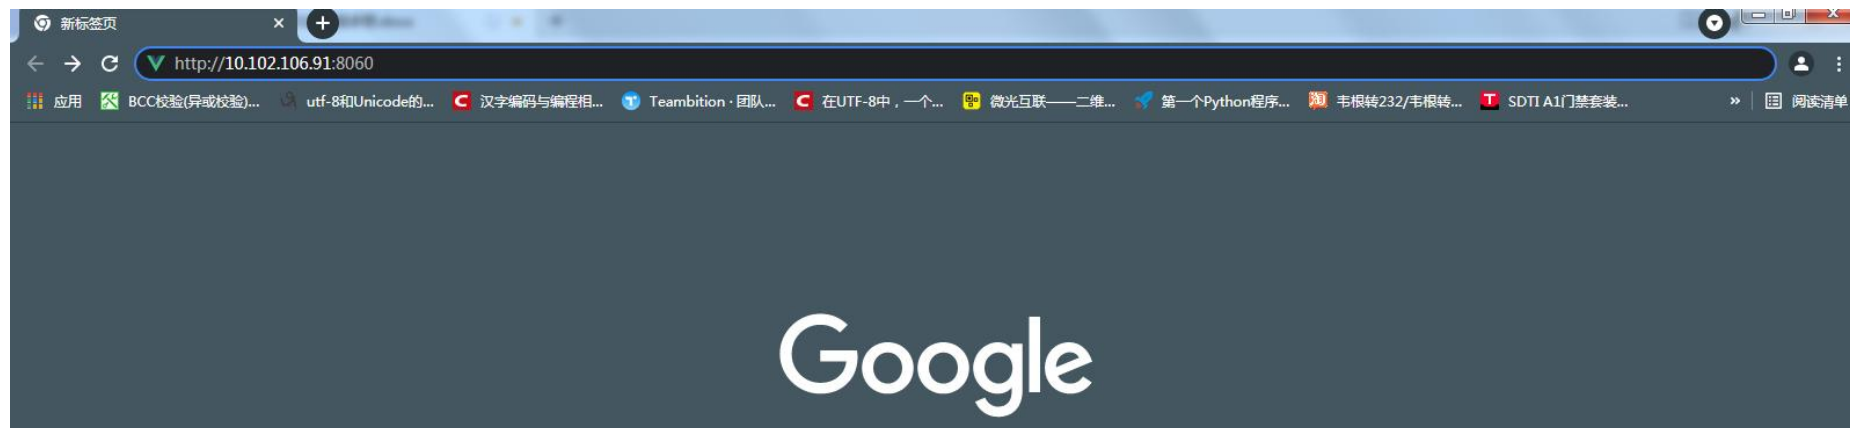 新标签页
http://10.102.106.91:8060
应用 BCC校验(异或校验)... utf-8和Unicode的... 汉字编码与编程相... Teambition · 团队... 在UTF-8中，一个... 微光互联——二维... 第一个Python程序... 韦根转232/韦根转... SDTI A1门禁套装... » 阅读清单
Google